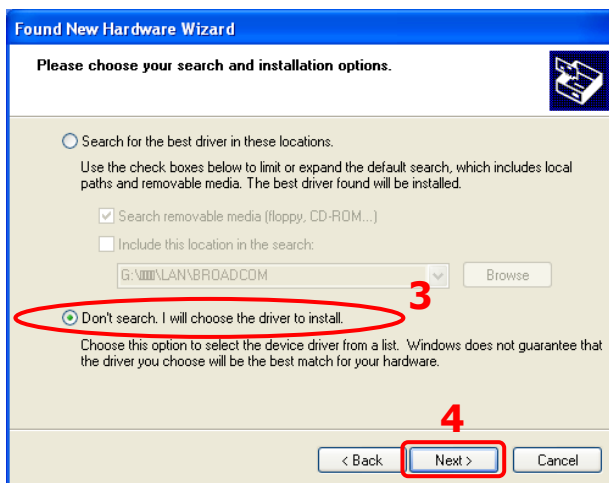 Found New Hardware Wizard
Please choose your search and installation options.
Search for the best driver in these locations.
Use the check boxes below to limit or expand the default search, which includes local
paths and removable media. The best driver found will be installed.
Search removable media (floppy, CD-ROM...)
Include this location in the search:
G:\ \LAN\BROADCOM
Browse
3
Don't search. I will choose the driver to install.
Choose this option to select the device driver from a list. Windows does not guarantee that
the driver you choose will be the best match for your hardware.
4
< Back
Next >
Cancel